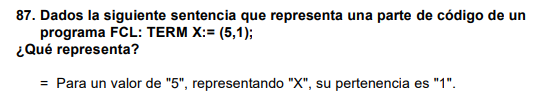 87. Dados la siguiente sentencia que representa una parte de código de un
programa FCL: TERM X:= (5,1);
¿Qué representa?
= Para un valor de "5", representando "X", su pertenencia es "1".